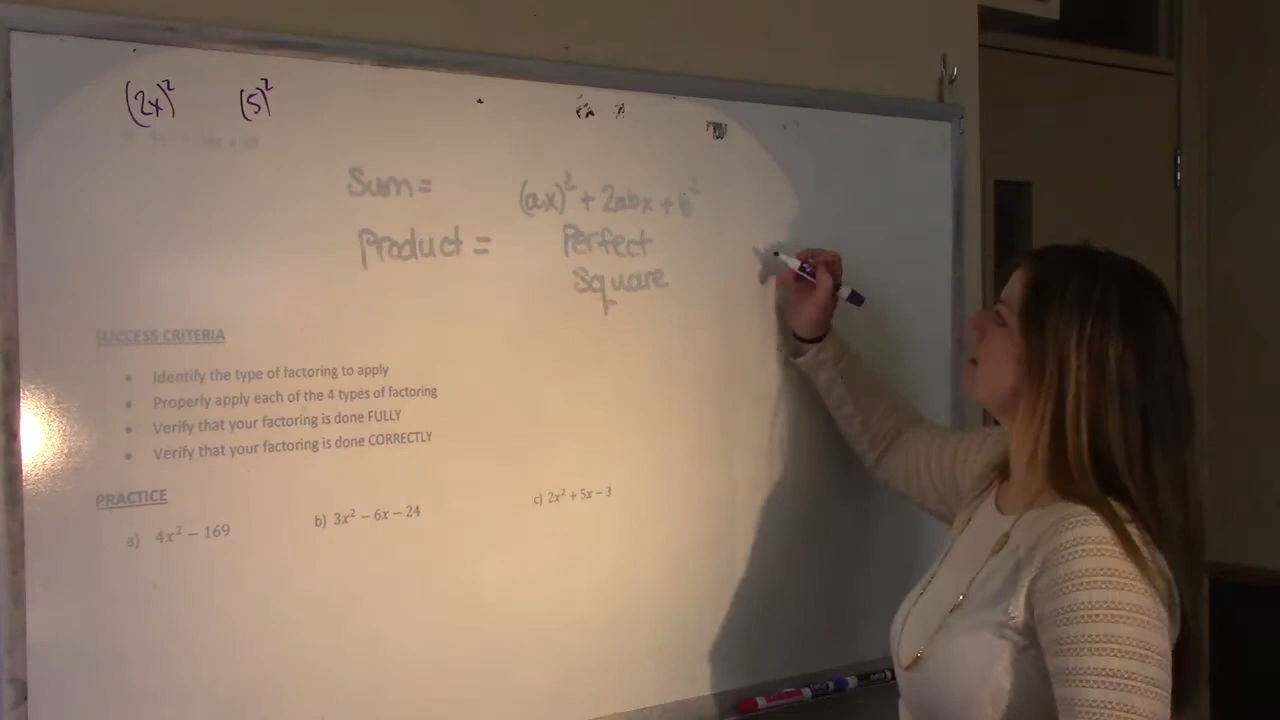 (2x)² (5)²
Sum = (ax)² + 2abx + b²
Product = Perfect
Square
SUCCESS CRITERIA
• Identify the type of factoring to apply
• Properly apply each of the 4 types of factoring
• Verify that your factoring is done FULLY
• Verify that your factoring is done CORRECTLY
PRACTICE
a) 4x² − 169 b) 3x² − 6x − 24 c) 2x² + 5x − 3